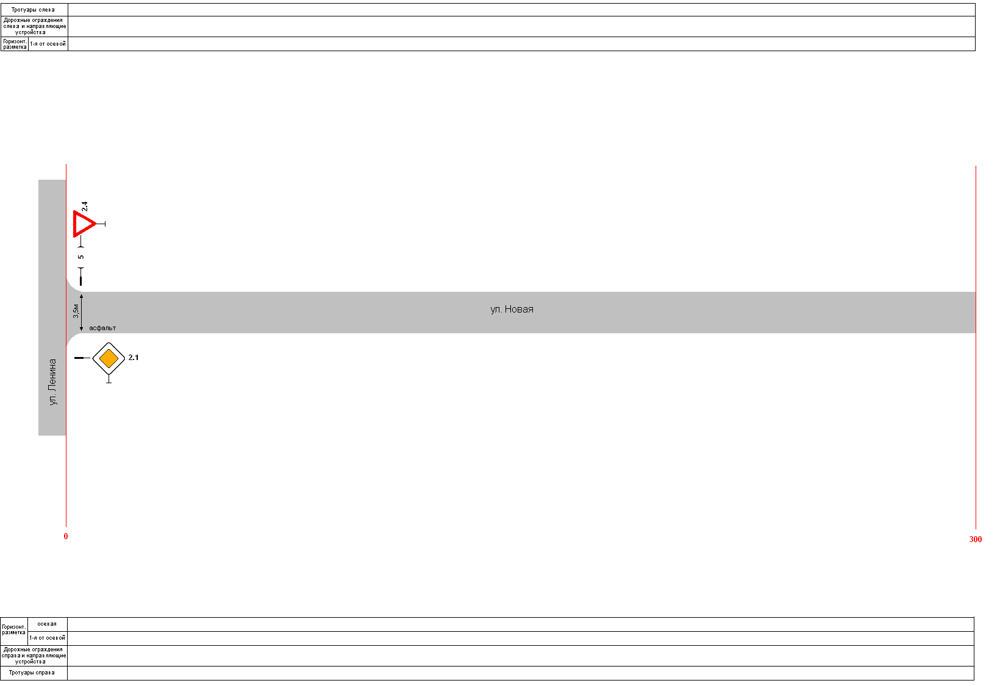 Тротуары слева
Дорожные ограждения
слева и направляющие
устройства
Горизонт.
разметка
1-я от осевой
2.4
5
3,5м
асфальт
ул. Новая
2.1
ул. Ленина
0
300
Горизонт.
разметка
осевая
1-я от осевой
Дорожные ограждения
справа и направляющие
устройства
Тротуары справа